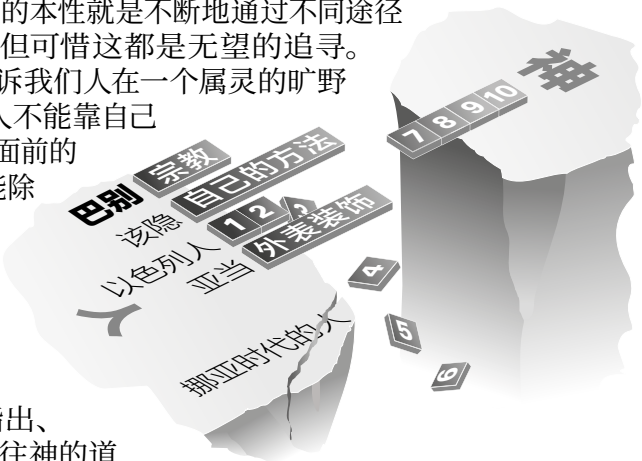 的本性就是不断地通过不同途径
但可惜这都是无望的追寻。
诉我们人在一个属灵的旷野
人不能靠自己
面前的
能除
神
7 8 9 10
宗教
巴别
自己的方法
该隐
1 2 3
外表装饰
以色列人
亚当
人
4
5
6
挪亚时代的人
指出、
往神的道